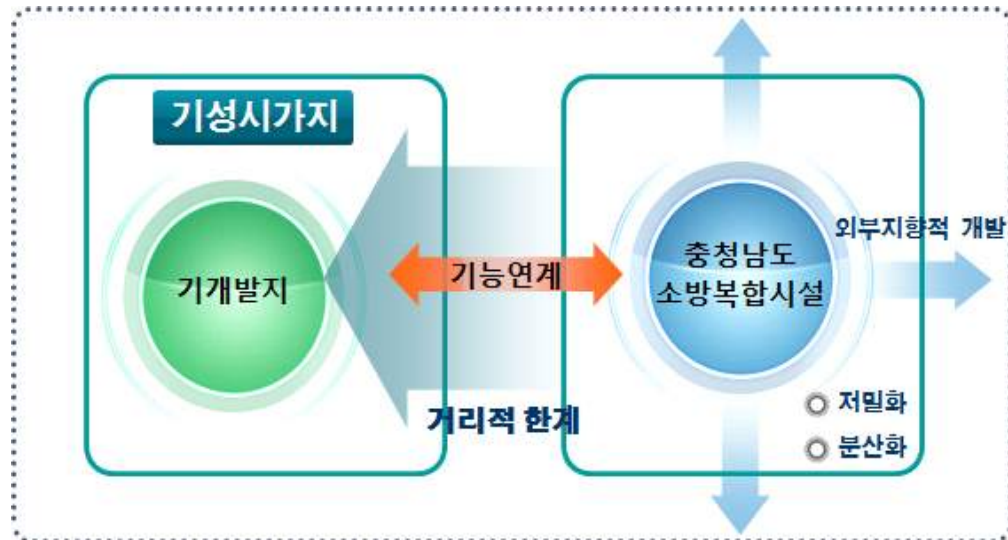 기성시가지
기개발지
기능연계
거리적 한계
충청남도
소방복합시설
외부지향적 개발
저밀화
분산화